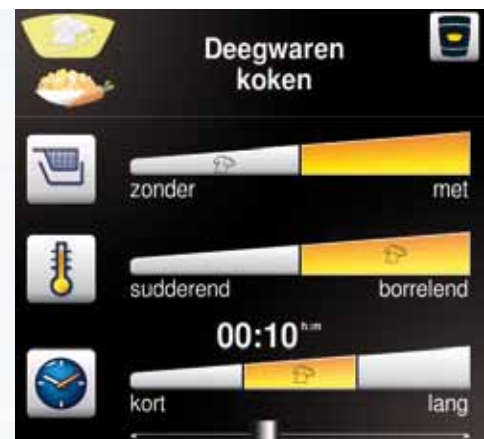 Deegwaren
koken
zonder met
sudderend borrelend
00:10 h:m
kort lang